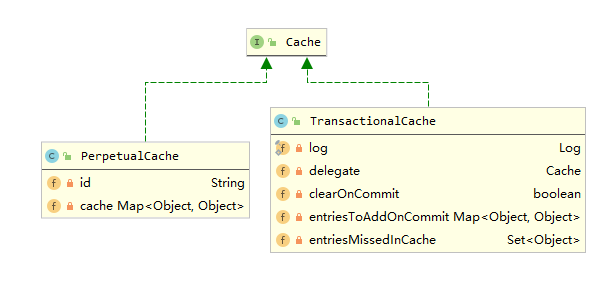 I Cache
C PerpetualCache
f id String
f cache Map<Object, Object>
C TransactionalCache
f log Log
f delegate Cache
f clearOnCommit boolean
f entriesToAddOnCommit Map<Object, Object>
f entriesMissedInCache Set<Object>